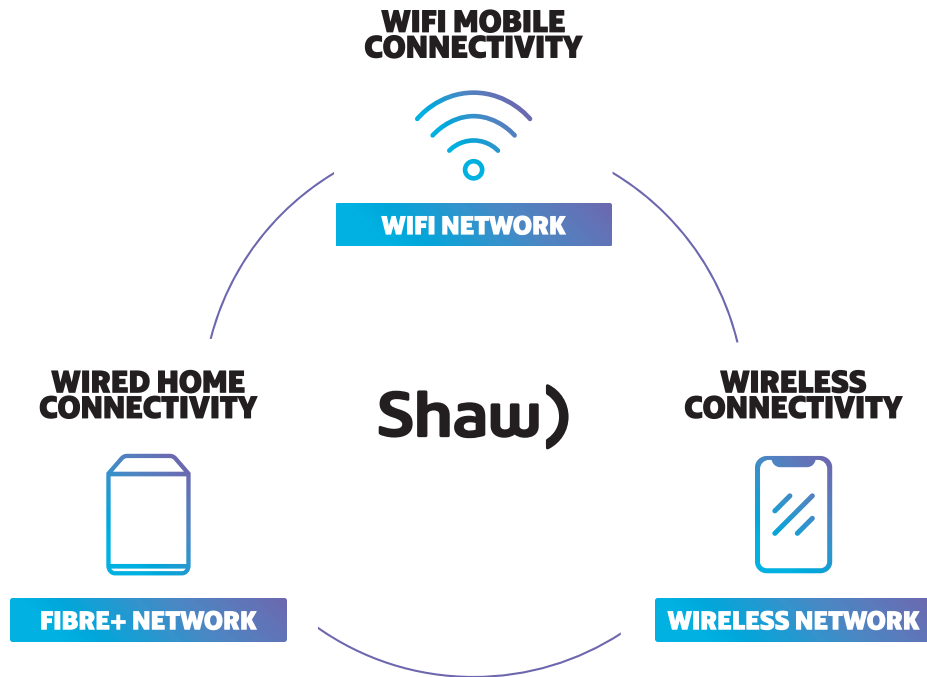 WIFI MOBILE
CONNECTIVITY
WIFI NETWORK
WIRED HOME
CONNECTIVITY
Shaw)
WIRELESS
CONNECTIVITY
FIBRE+ NETWORK
WIRELESS NETWORK